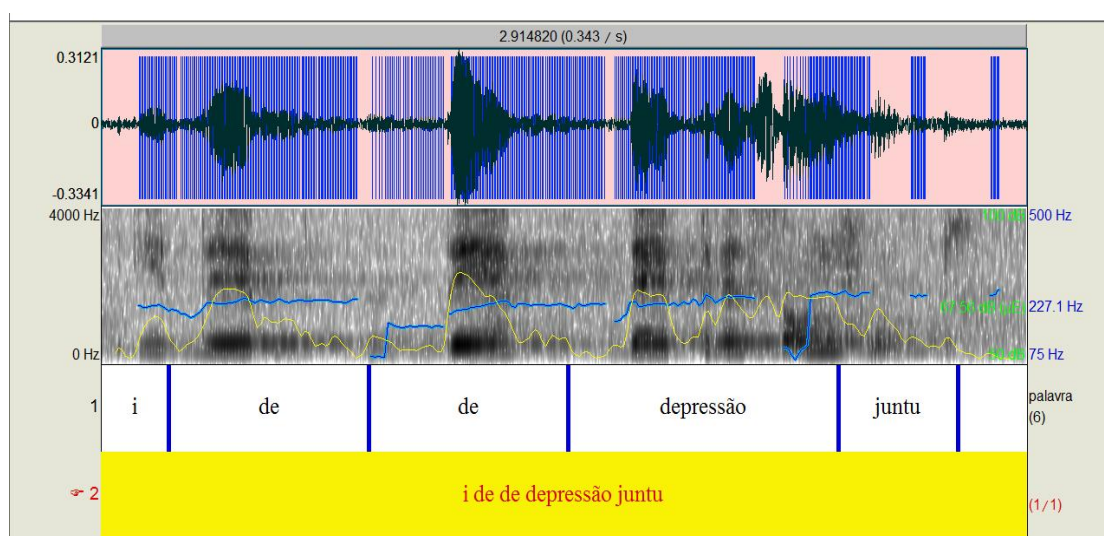 2.914820 (0.343 / s)
0.3121
0
-0.3341
4000 Hz
500 Hz
227.1 Hz
0 Hz
75 Hz
1 i de de depressão juntu palavra
(6)
2 i de de depressão juntu (1/1)